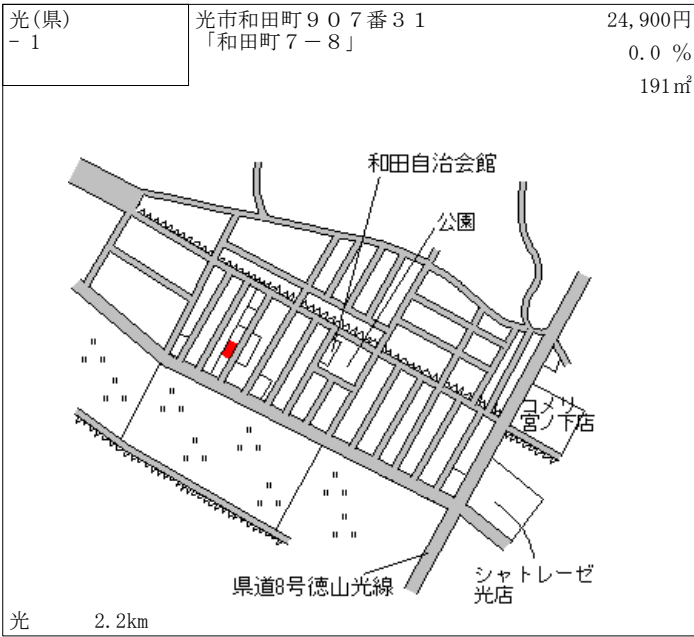 光(県)
- 1
光市和田町９０７番３１
「和田町７－８」
24,900円
0.0 %
191㎡
和田自治会館
公園
コメリ
宮ノ下店
県道8号徳山光線
シャトレーゼ
光店
光 2.2km